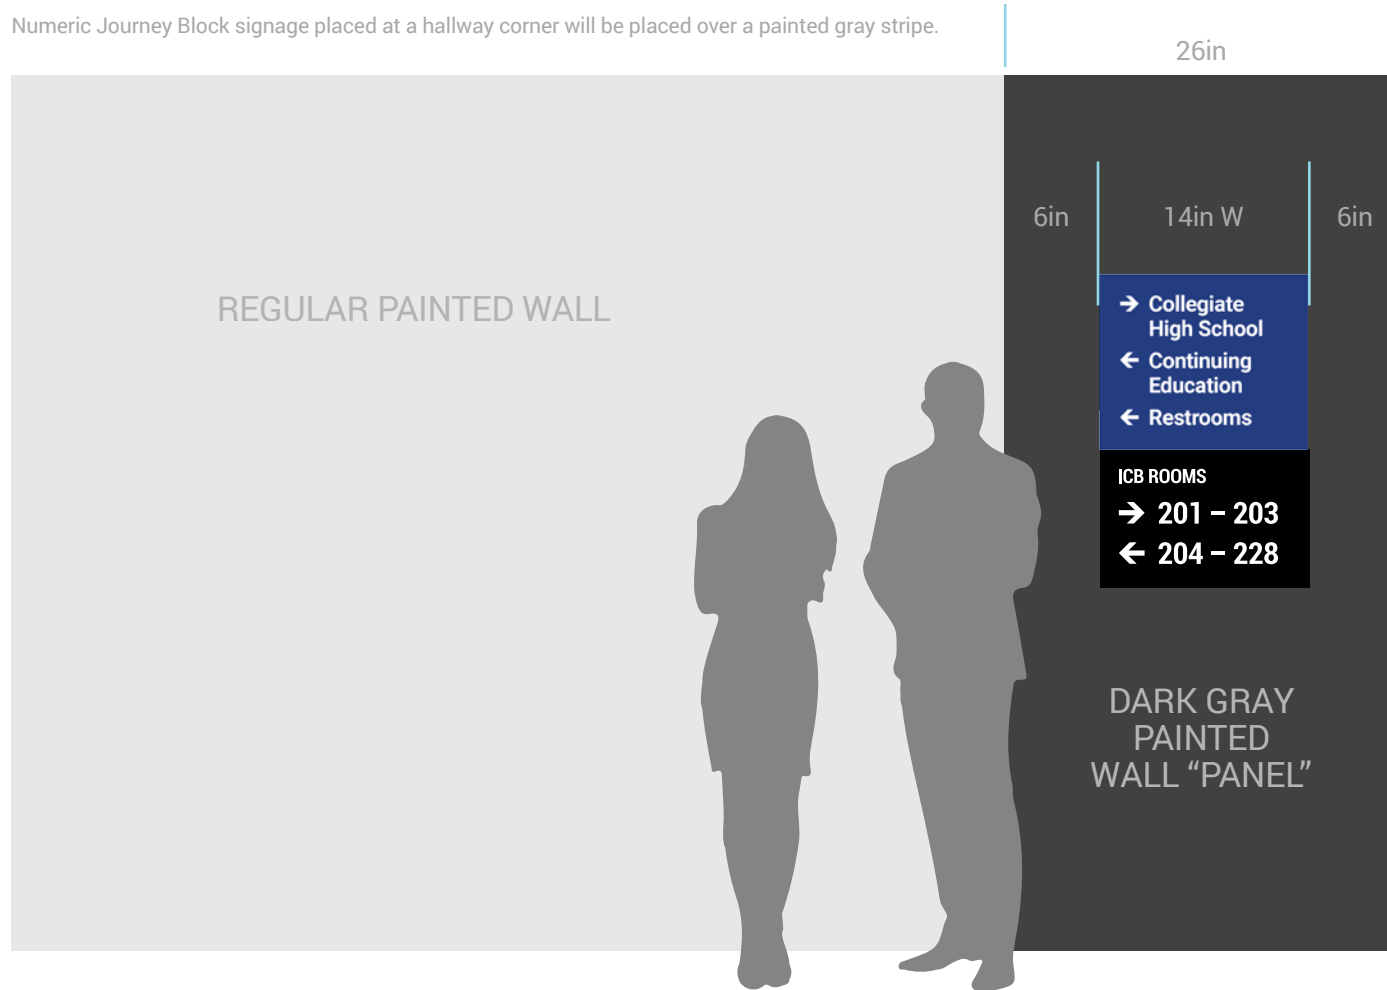 Numeric Journey Block signage placed at a hallway corner will be placed over a painted gray stripe.
26in
6in
14in W
6in
REGULAR PAINTED WALL
→ Collegiate
High School
← Continuing
Education
← Restrooms
ICB ROOMS
→ 201 – 203
← 204 – 228
DARK GRAY
PAINTED
WALL “PANEL”